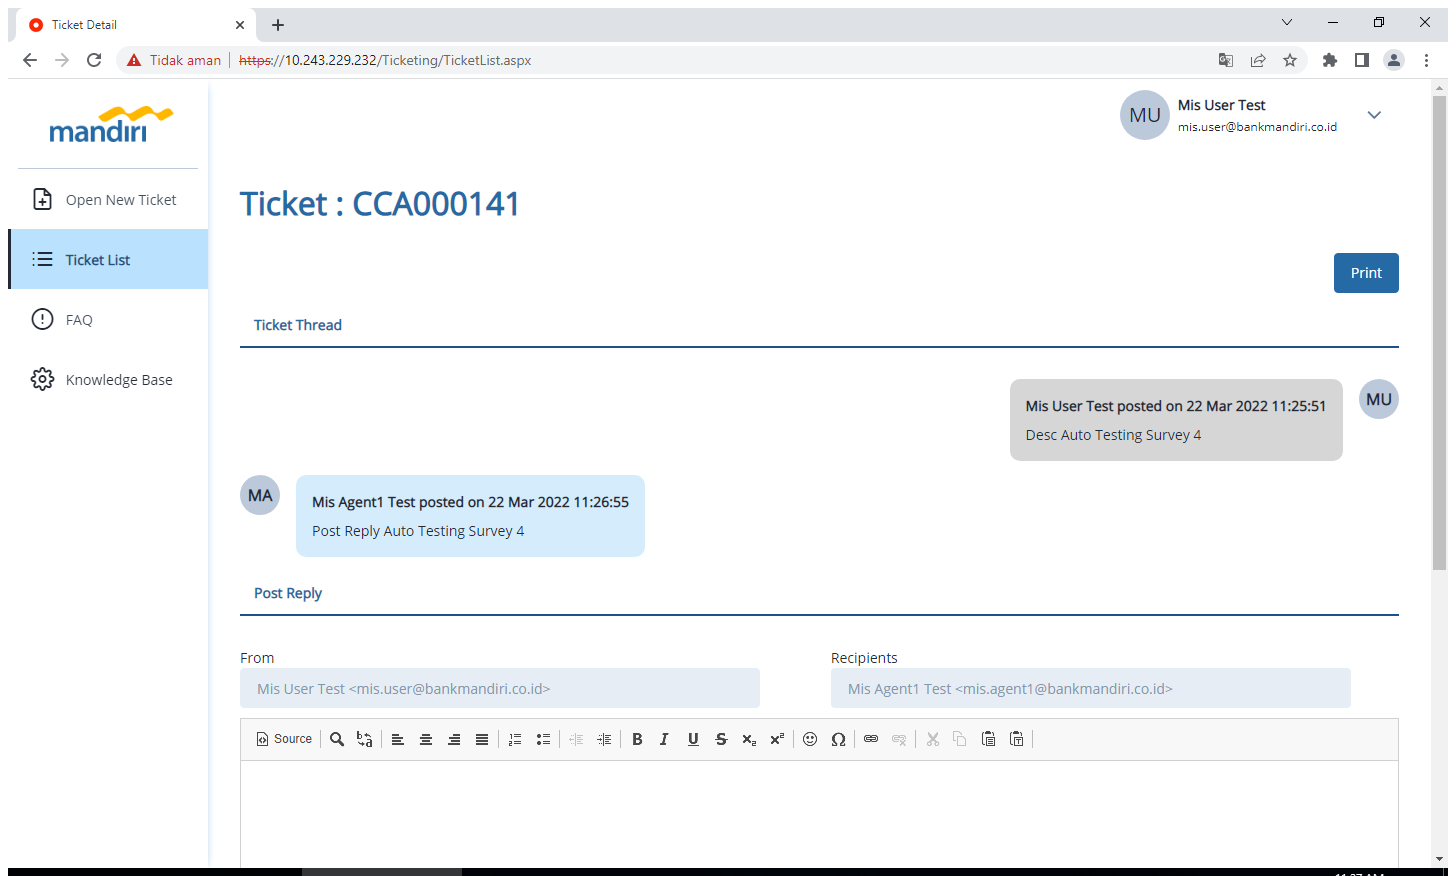 Ticket Detail
Tidak aman https://10.243.229.232/Ticketing/TicketList.aspx
mandiri
MU
Mis User Test
mis.user@bankmandiri.co.id
Open New Ticket
Ticket List
FAQ
Knowledge Base
Ticket : CCA000141
Print
Ticket Thread
Mis User Test posted on 22 Mar 2022 11:25:51
Desc Auto Testing Survey 4
MU
MA
Mis Agent1 Test posted on 22 Mar 2022 11:26:55
Post Reply Auto Testing Survey 4
Post Reply
From
Mis User Test <mis.user@bankmandiri.co.id>
Recipients
Mis Agent1 Test <mis.agent1@bankmandiri.co.id>
Source